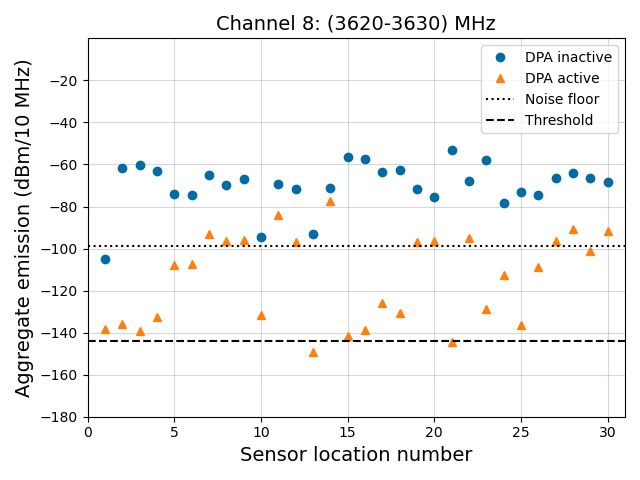 Channel 8: (3620-3630) MHz
DPA inactive
DPA active
Noise floor
Threshold
−20
−40
−60
−80
−100
−120
−140
−160
−180
Aggregate emission (dBm/10 MHz)
0 5 10 15 20 25 30
Sensor location number